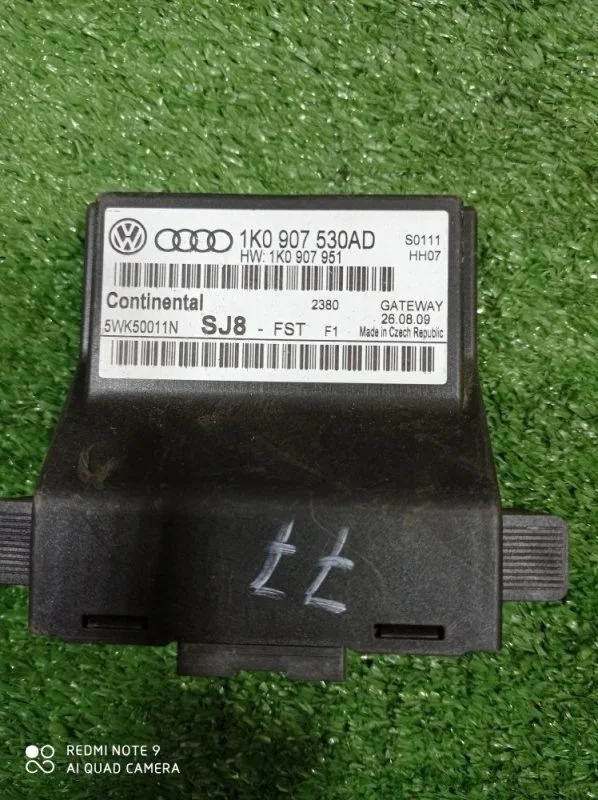 1K0 907 530AD
S0111
HW: 1K0 907 951
HH07
Continental
2380
GATEWAY
5WK50011N
SJ8 - FST F1
26.08.09
Made in Czech Republic
77
REDMI NOTE 9
AI QUAD CAMERA